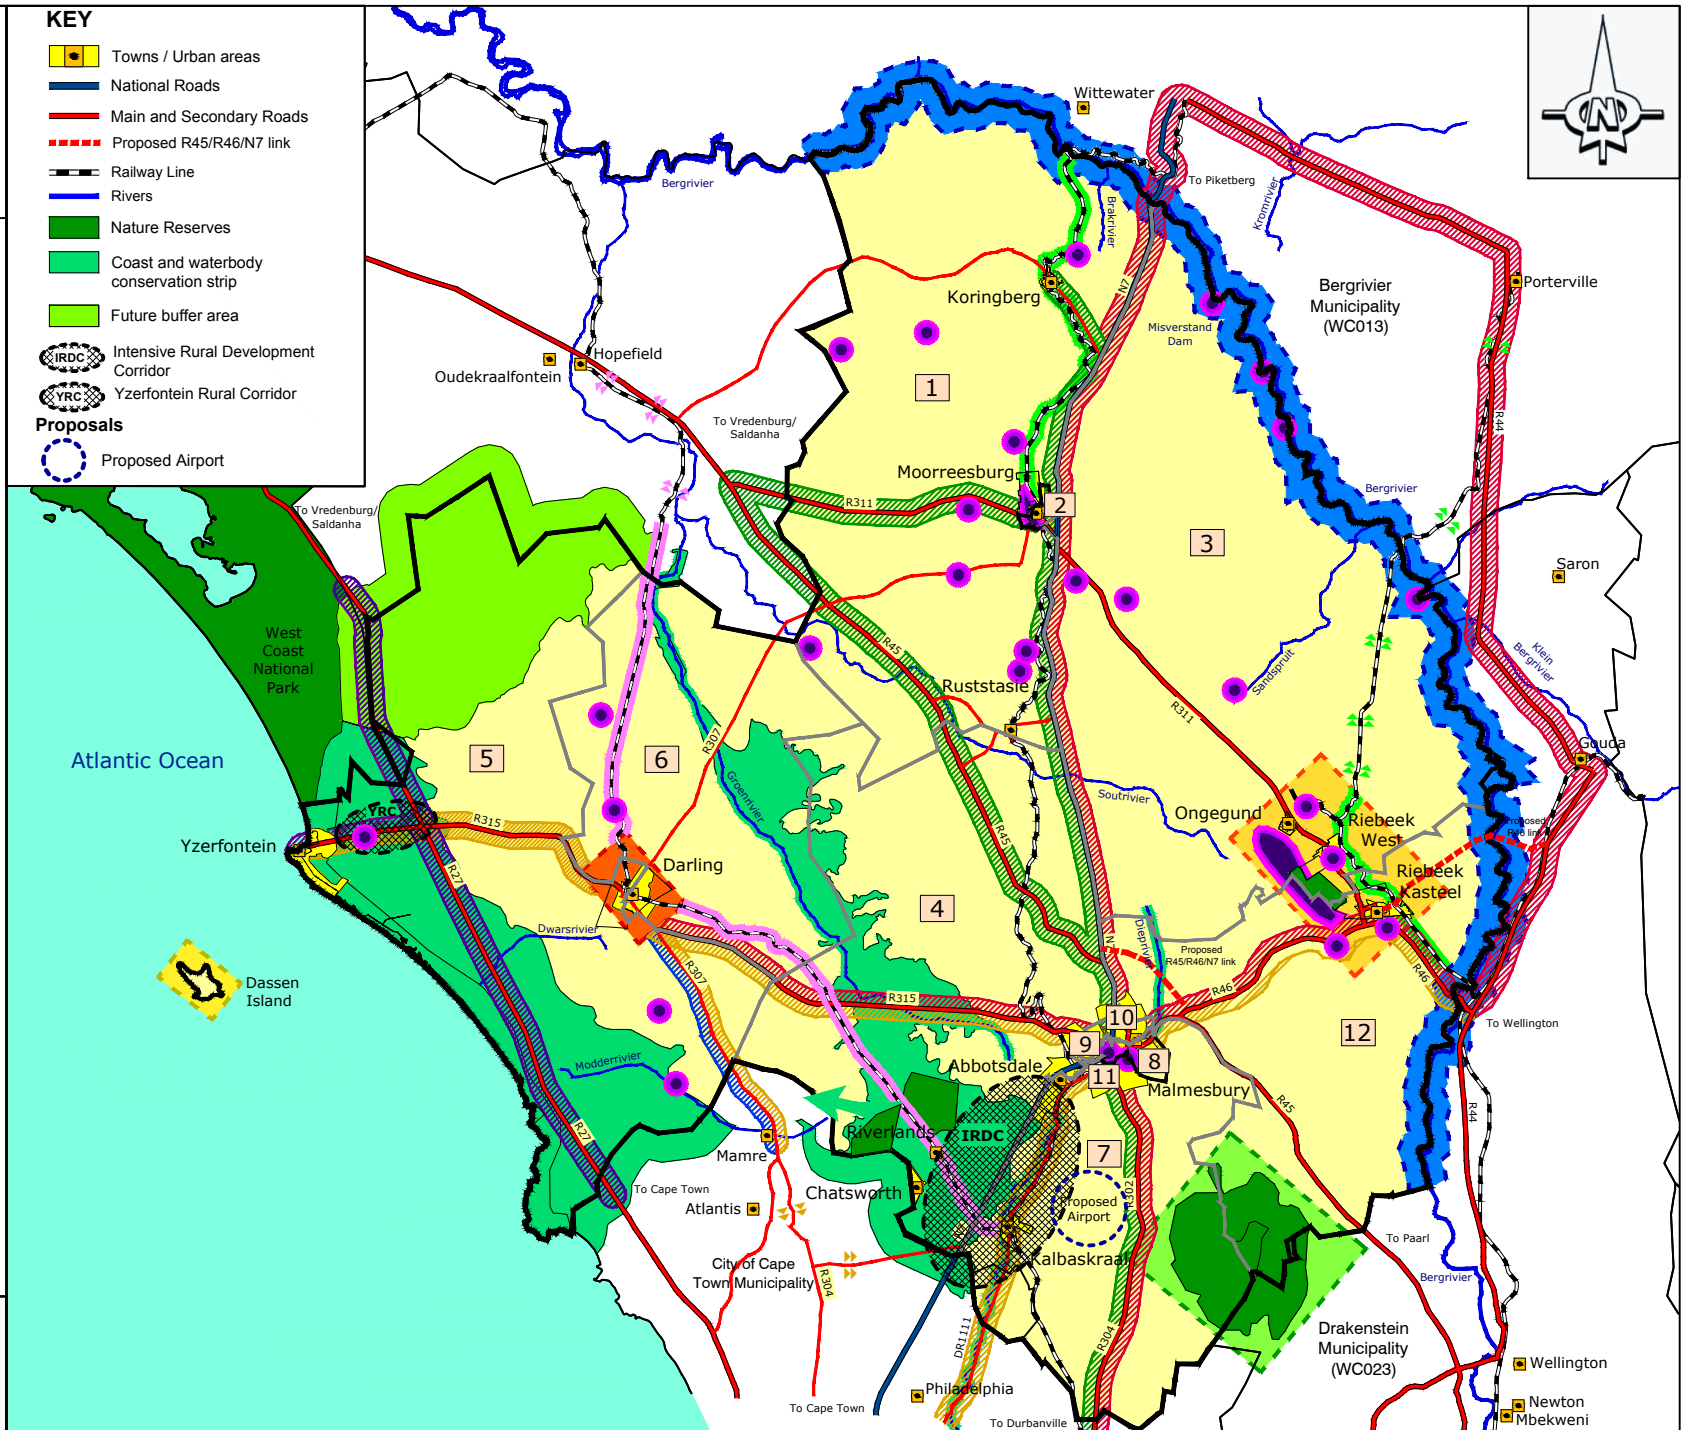 KEY
Towns / Urban areas
National Roads
Main and Secondary Roads
Proposed R45/R46/N7 link
Railway Line
Rivers
Nature Reserves
Coast and waterbody
conservation strip
Future buffer area
IRDC
Intensive Rural Development
Corridor
YRC
Yzerfontein Rural Corridor
Proposals
Proposed Airport
N
Wittewater
To Piketberg
Bergrivier
Brakrivier
Kromrivier
N7
Koringberg
Misverstand
Dam
Bergrivier
Municipality
(WC013)
Porterville
Hopefield
Oudekraalfontein
1
To Vredenburg/
Saldanha
R44
Moorreesburg
R311
2
Bergrivier
To Vredenburg/
Saldanha
3
Saron
West
Coast
National
Park
R45
Klein
Bergrivier
Sandspruit
Ruststasie
R311
R307
Gouda
Atlantic Ocean
5
6
Groenrivier
Soutrivier
YRC
R315
Ongegund
Riebeek
West
Proposed
R46 link
Yzerfontein
R45
Darling
Riebeek
Kasteel
R27
4
Dwarsrivier
N7
Dieprivier
Proposed
R45/R46/N7 link
R307
R46
R46
Dassen
Island
R315
10
To Wellington
12
9
8
Modderrivier
Abbotsdale
11
Malmesbury
R45
R44
R27
Riverlands
IRDC
7
Mamre
To Cape Town
Chatsworth
R302
Proposed
Airport
Atlantis
N7
To Paarl
Kalbaskraal
City of Cape
Town Municipality
R304
Bergrivier
DR1111
R304
Drakenstein
Municipality
(WC023)
Wellington
Philadelphia
Newton
To Cape Town
Mbekweni
To Durbanville